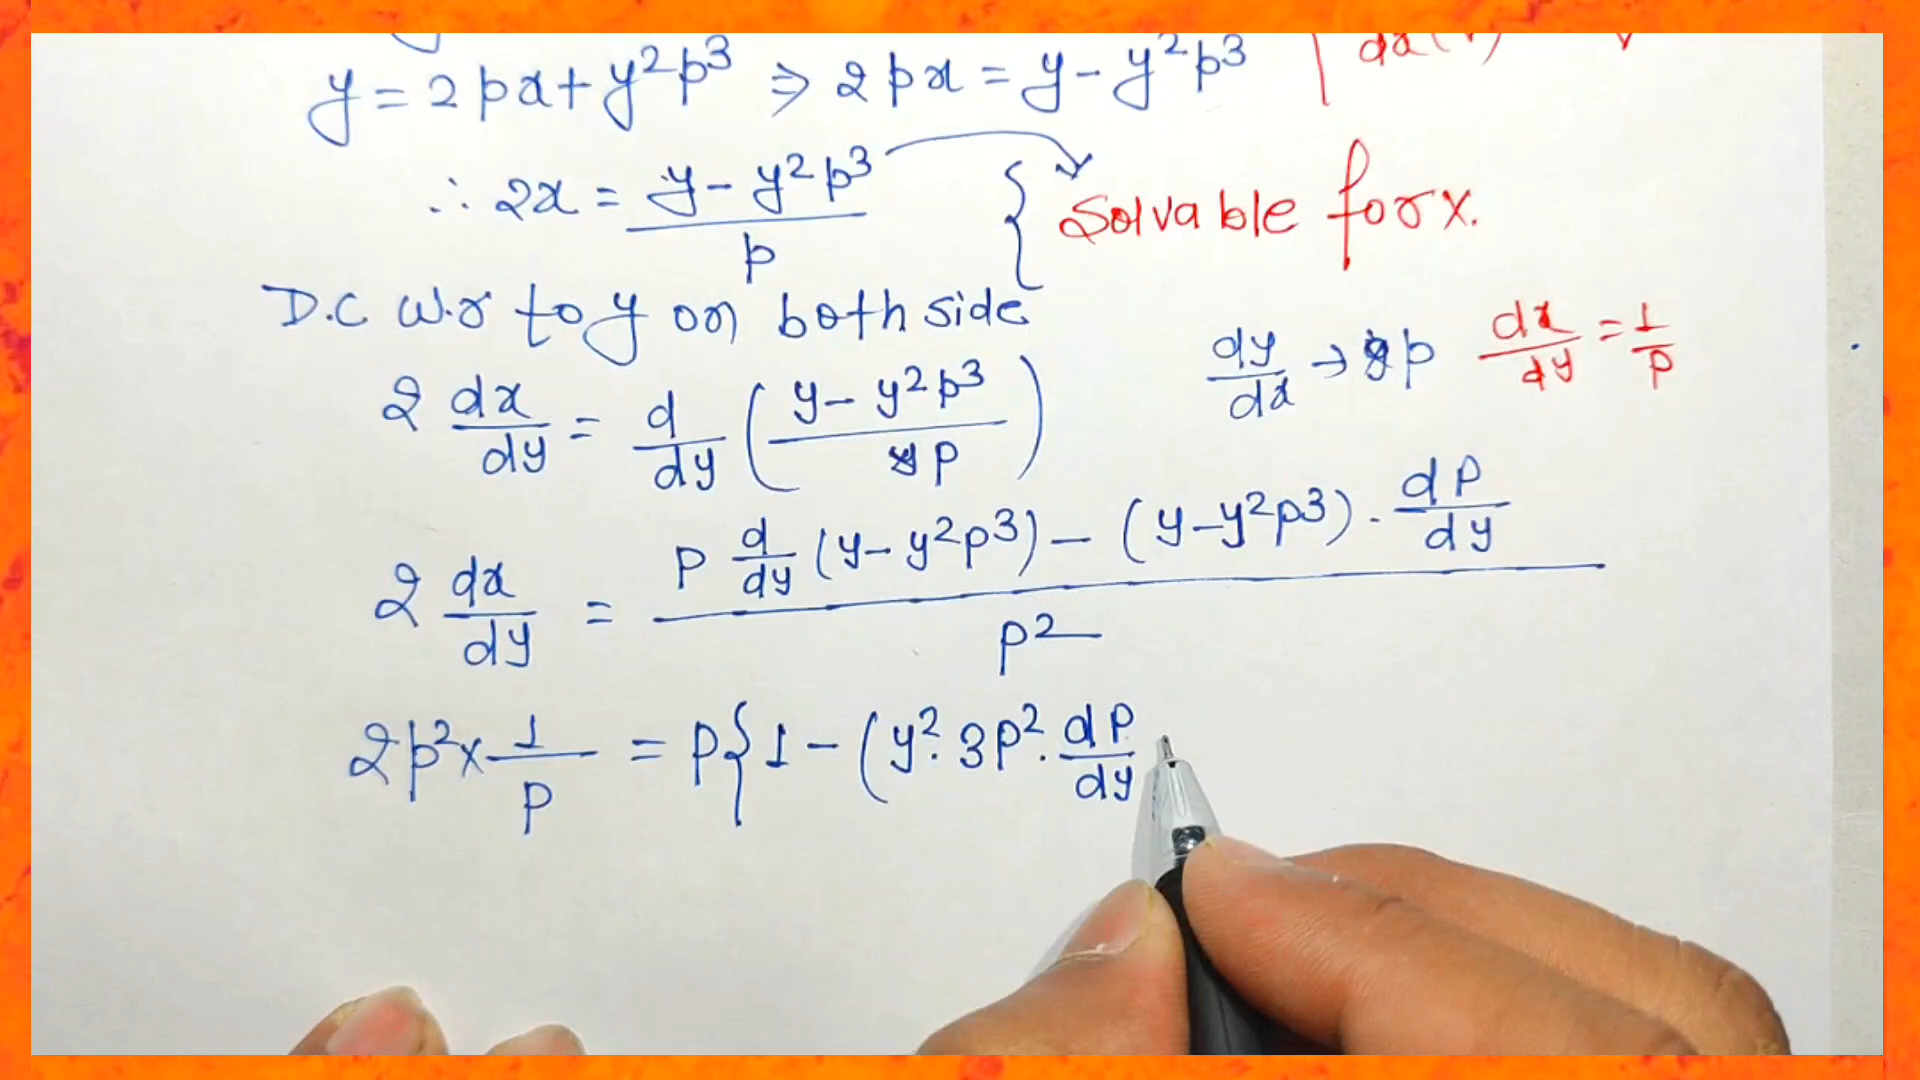 y = 2px + y²p³ ⇒ 2px = y - y²p³
∴ 2x = (y - y²p³)/p { Solvable for x.
D.C w.r to y on both side
dy/dx → p dx/dy = 1/p
2 dx/dy = d/dy ((y - y²p³)/p)
2 dx/dy = (p d/dy (y - y²p³) - (y - y²p³) . dp/dy)/p²
2p² × 1/p = p{1 - (y² . 3p² . dp/dy